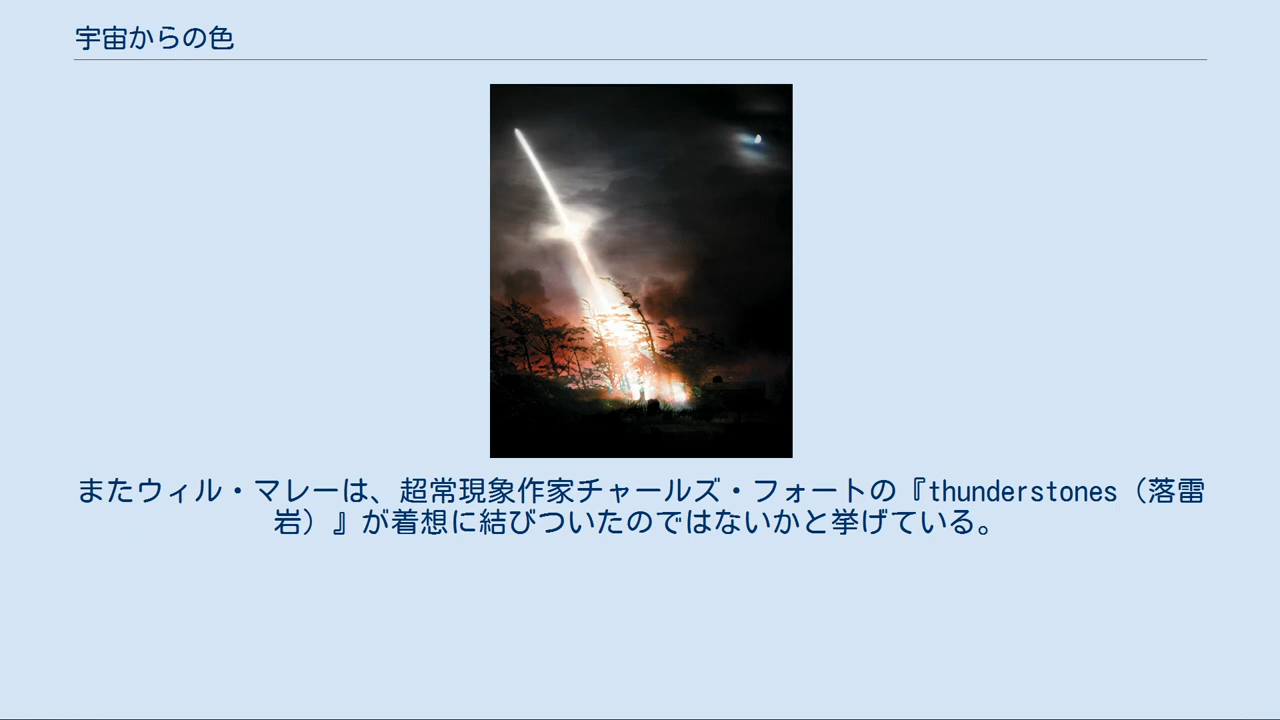 宇宙からの色
またウィル・マレーは、超常現象作家チャールズ・フォートの『thunderstones（落雷
岩）』が着想に結びついたのではないかと挙げている。